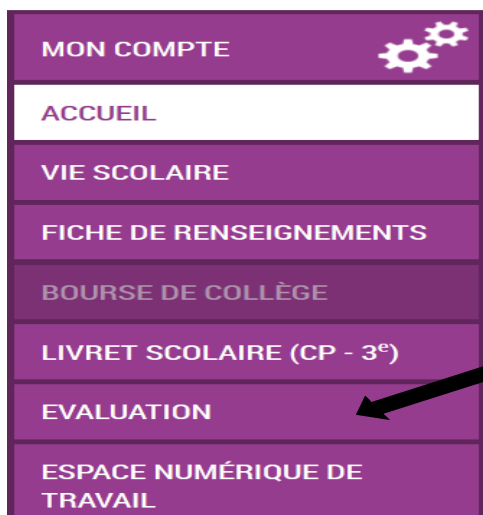 MON COMPTE
ACCUEIL
VIE SCOLAIRE
FICHE DE RENSEIGNEMENTS
BOURSE DE COLLÈGE
LIVRET SCOLAIRE (CP - 3ᵉ)
EVALUATION
ESPACE NUMÉRIQUE DE
TRAVAIL